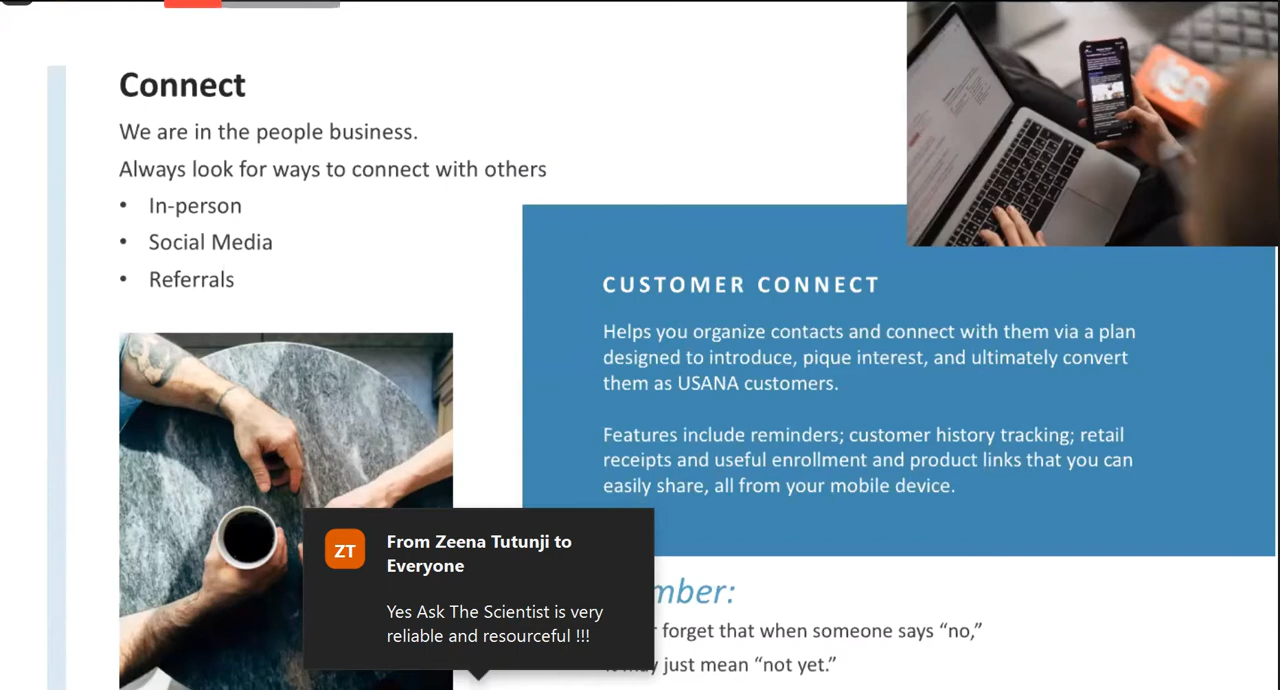 Connect
We are in the people business.
Always look for ways to connect with others
• In-person
• Social Media
• Referrals
CUSTOMER CONNECT
Helps you organize contacts and connect with them via a plan
designed to introduce, pique interest, and ultimately convert
them as USANA customers.
Features include reminders; customer history tracking; retail
receipts and useful enrollment and product links that you can
easily share, all from your mobile device.
ZT
From Zeena Tutunji to
Everyone
Yes Ask The Scientist is very
reliable and resourceful !!!
mber:
forget that when someone says “no,”
just mean “not yet.”